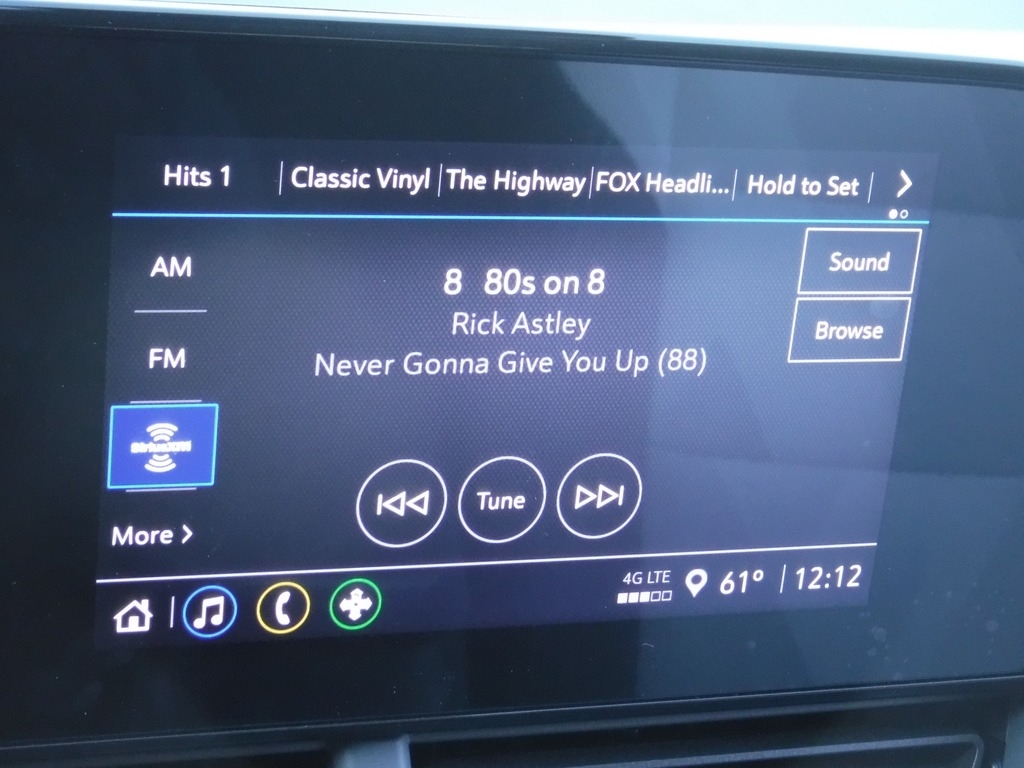 Hits 1 Classic Vinyl The Highway FOX Headli... Hold to Set
AM
8 80s on 8
Sound
Rick Astley
Browse
FM
Never Gonna Give You Up (88)
SiriusXM
Tune
More
4G LTE
61° 12:12